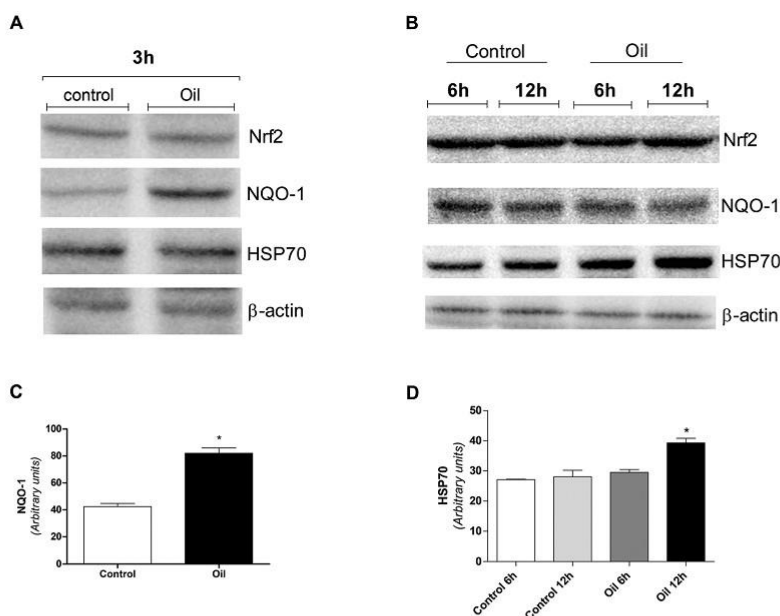 A
3h
control Oil
Nrf2
NQO-1
HSP70
β-actin
B
Control Oil
6h 12h 6h 12h
Nrf2
NQO-1
HSP70
β-actin
C
NQO-1
(Arbitrary units)
100
80
60
40
20
0
*
Control Oil
D
HSP70
(Arbitrary units)
50
40
30
20
10
0
*
Control 6h Control 12h Oil 6h Oil 12h